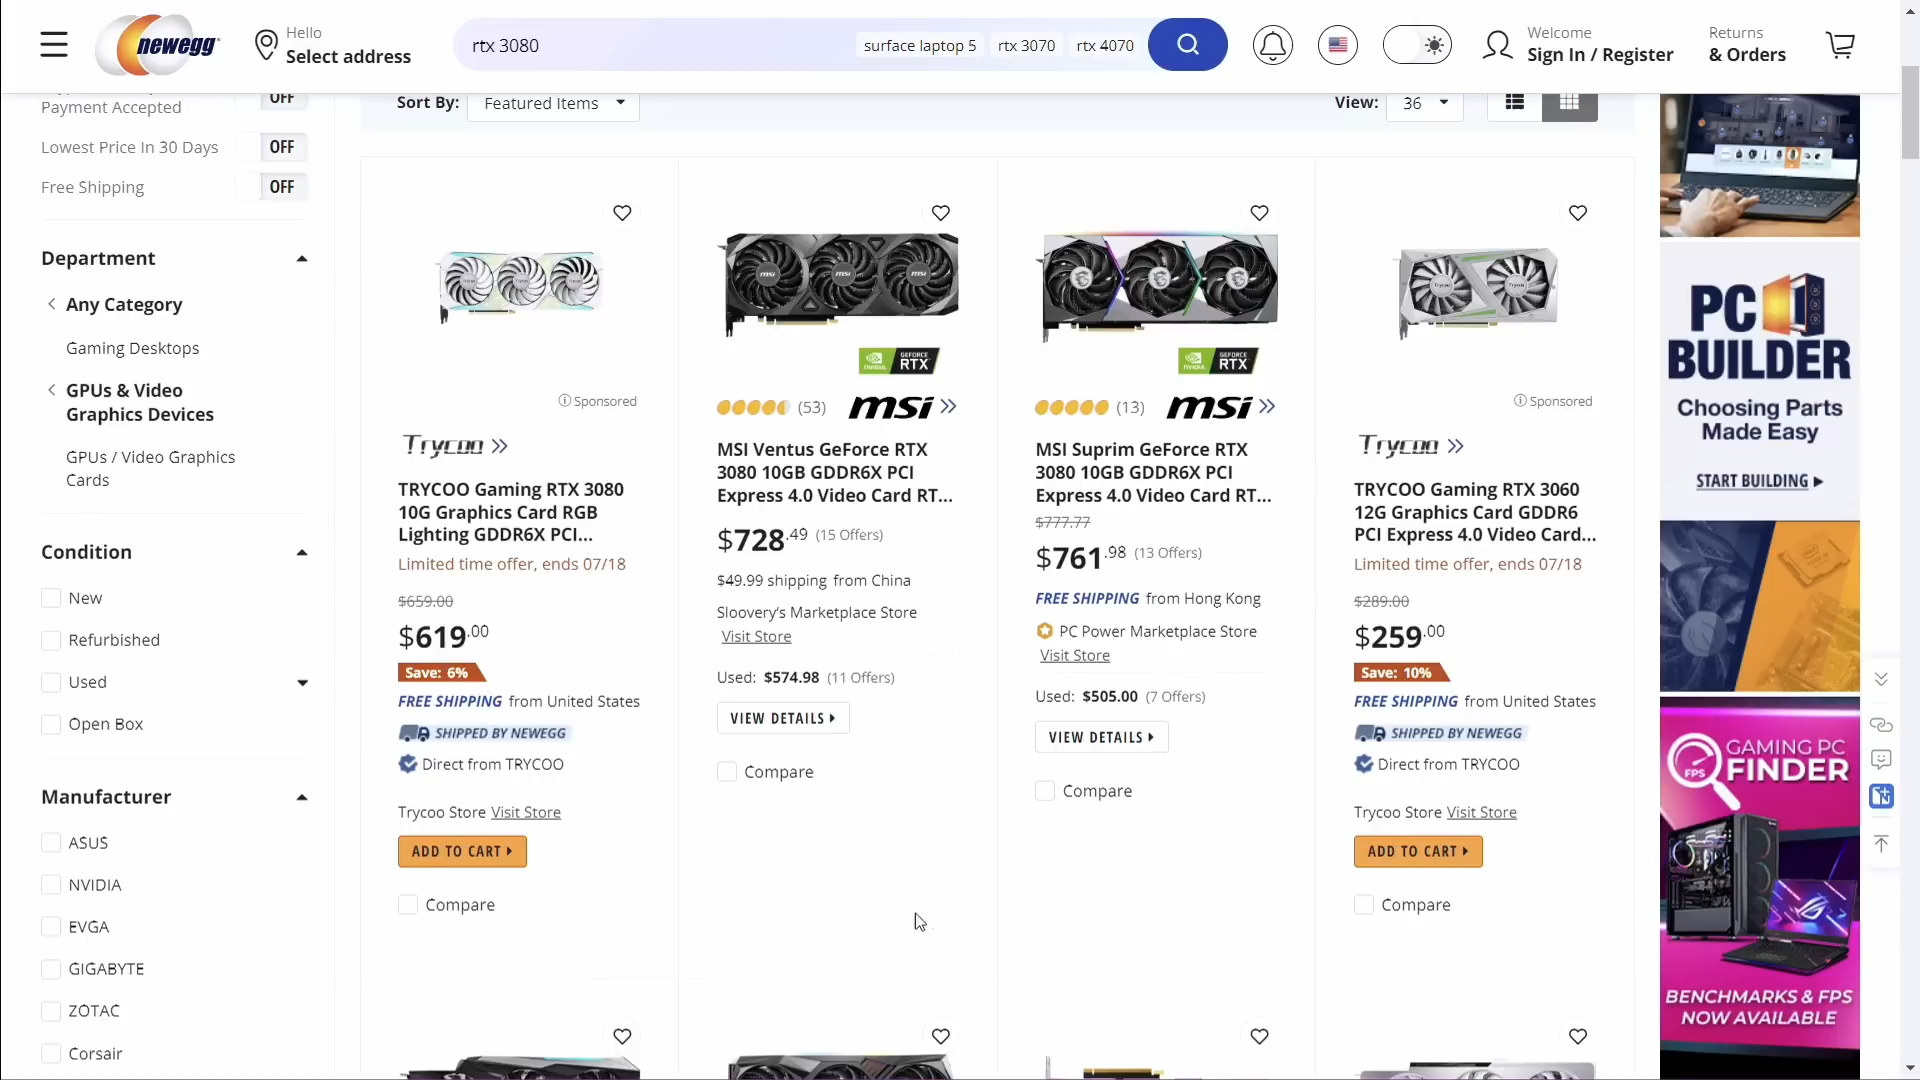 newegg
Hello
Select address
rtx 3080
surface laptop 5
rtx 3070
rtx 4070
Welcome
Sign In / Register
Returns
& Orders
Payment Accepted
OFF
Lowest Price In 30 Days
OFF
Free Shipping
OFF
Department
Any Category
Gaming Desktops
GPUs & Video
Graphics Devices
GPUs / Video Graphics
Cards
Condition
New
Refurbished
Used
Open Box
Manufacturer
ASUS
NVIDIA
EVGA
GIGABYTE
ZOTAC
Corsair
Sort By:
Featured Items
View:
36
Sponsored
Trycoo
TRYCOO Gaming RTX 3080
10G Graphics Card RGB
Lighting GDDR6X PCI...
Limited time offer, ends 07/18
$659.00
$619.00
Save: 6%
FREE SHIPPING from United States
SHIPPED BY NEWEGG
Direct from TRYCOO
Trycoo Store Visit Store
ADD TO CART
Compare
NVIDIA
GEFORCE
RTX
(53)
msi
MSI Ventus GeForce RTX
3080 10GB GDDR6X PCI
Express 4.0 Video Card RT...
$728.49 (15 Offers)
$49.99 shipping from China
Sloovery's Marketplace Store
Visit Store
Used: $574.98 (11 Offers)
VIEW DETAILS
Compare
NVIDIA
GEFORCE
RTX
(13)
msi
MSI Suprim GeForce RTX
3080 10GB GDDR6X PCI
Express 4.0 Video Card RT...
$777.77
$761.98 (13 Offers)
FREE SHIPPING from Hong Kong
PC Power Marketplace Store
Visit Store
Used: $505.00 (7 Offers)
VIEW DETAILS
Compare
Sponsored
Trycoo
TRYCOO Gaming RTX 3060
12G Graphics Card GDDR6
PCI Express 4.0 Video Card...
Limited time offer, ends 07/18
$289.00
$259.00
Save: 10%
FREE SHIPPING from United States
SHIPPED BY NEWEGG
Direct from TRYCOO
Trycoo Store Visit Store
ADD TO CART
Compare
PC
BUILDER
Choosing Parts
Made Easy
START BUILDING
FPS
GAMING PC
FINDER
BENCHMARKS & FPS
NOW AVAILABLE